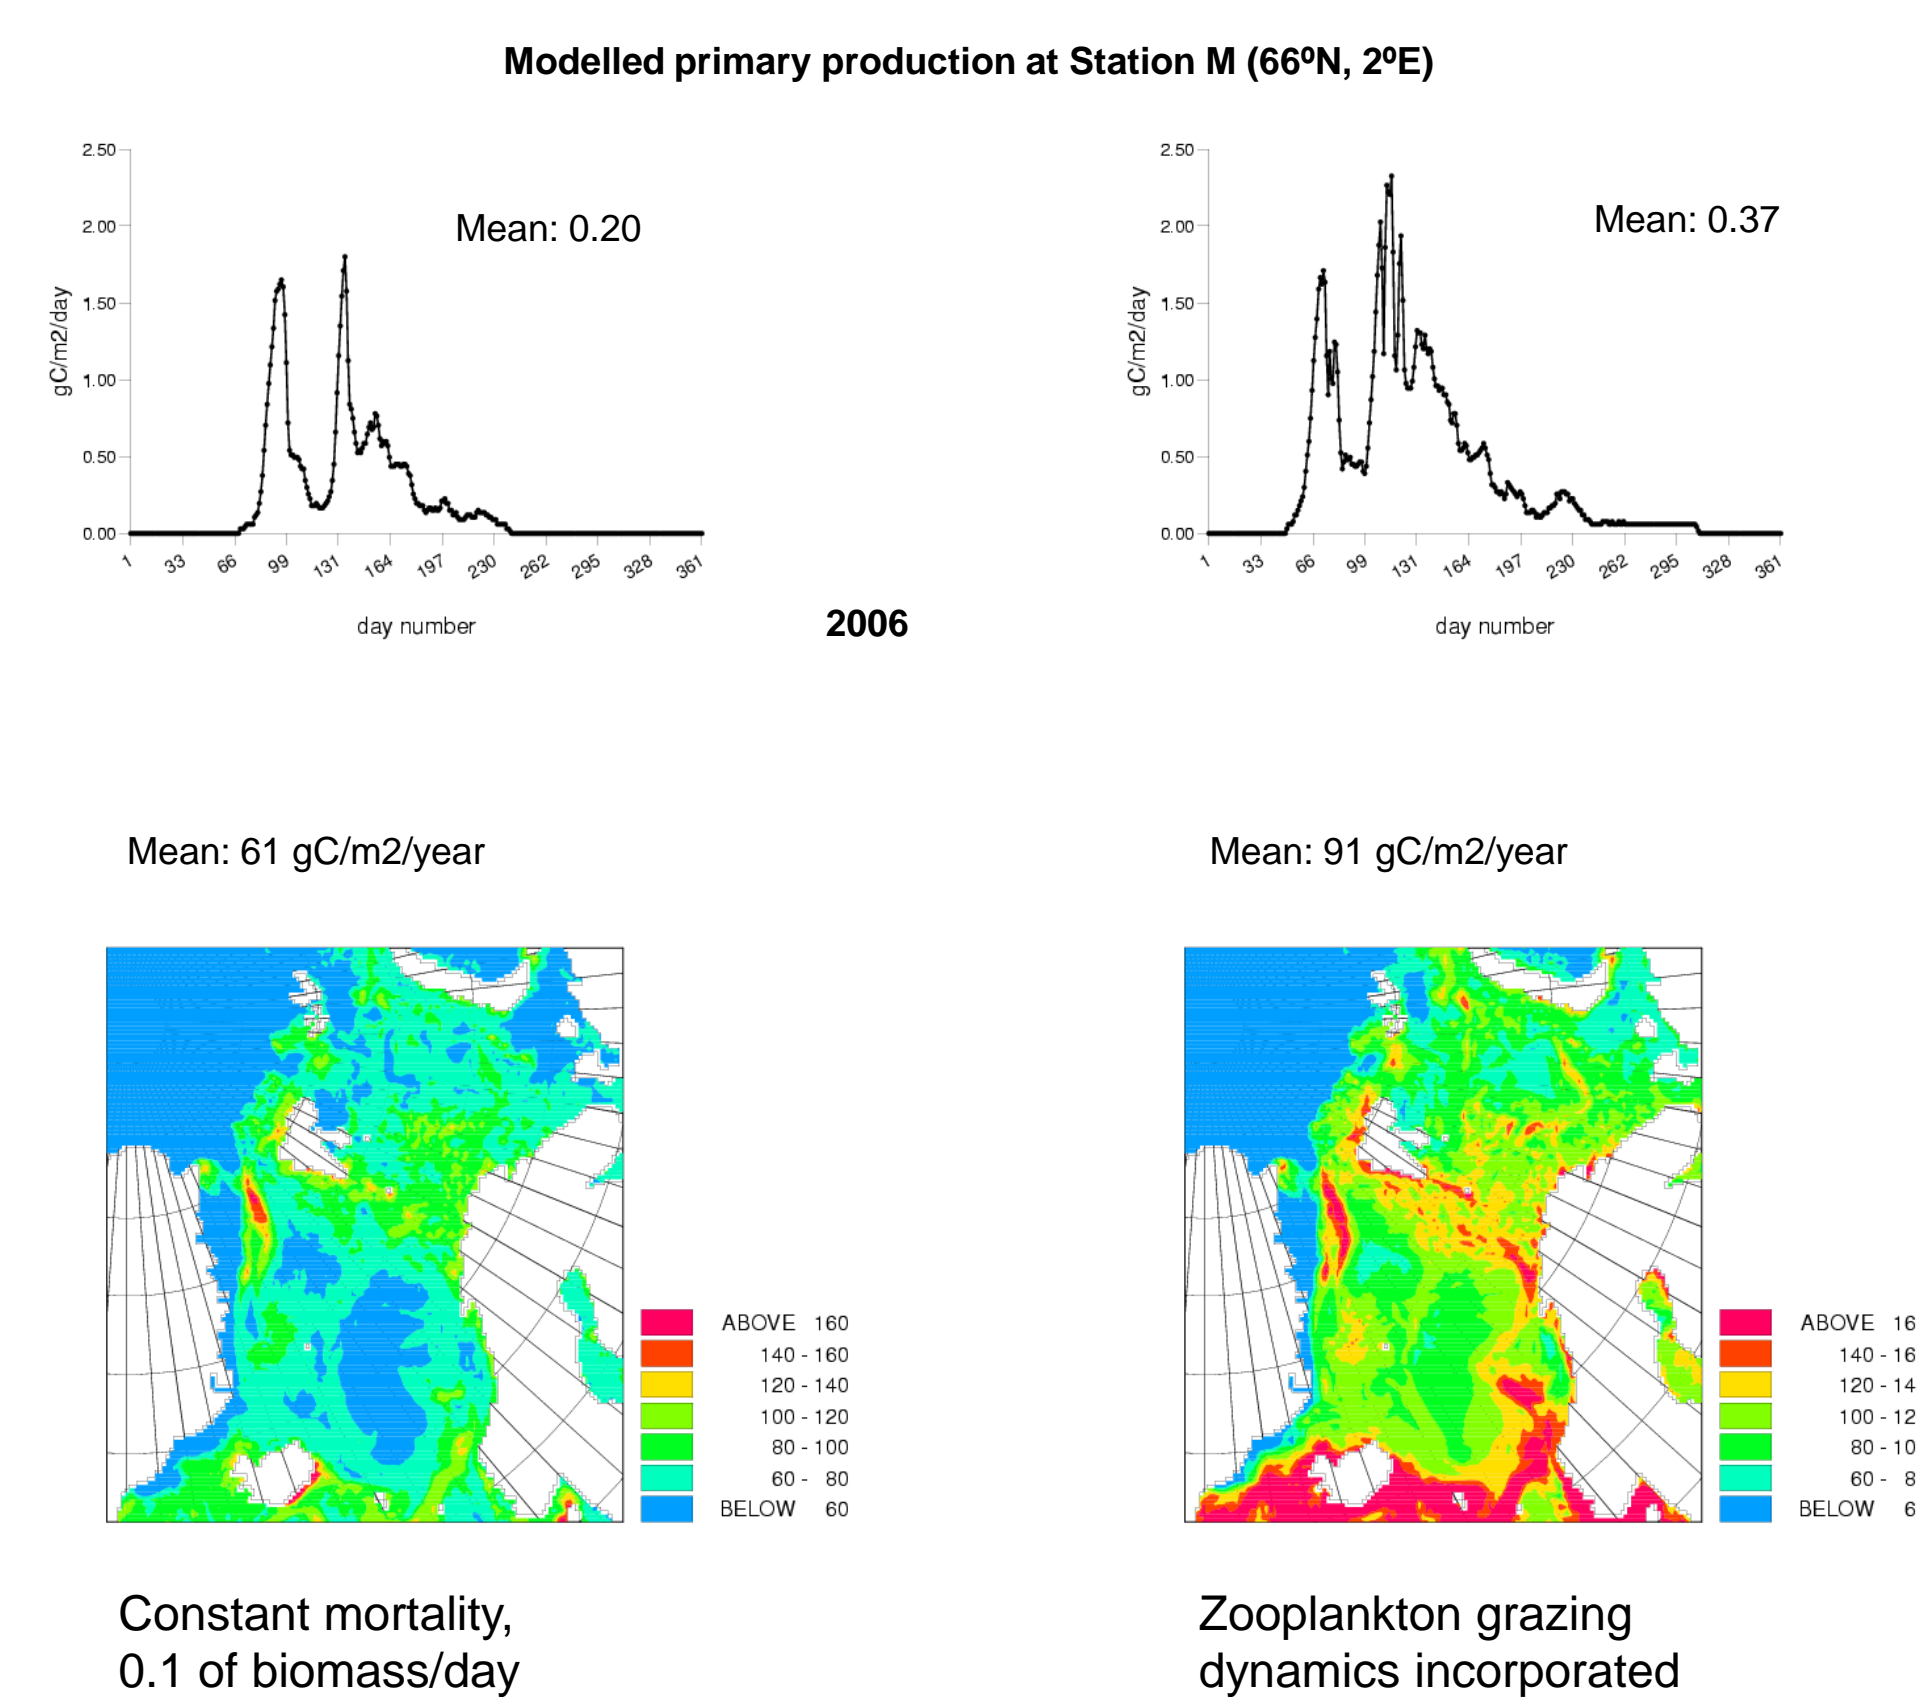 Modelled primary production at Station M (66ºN, 2ºE)
2.50
2.00
1.50
1.00
0.50
0.00
gC/m2/day
Mean: 0.20
1 33 66 99 131 164 197 230 262 295 328 361
day number
2.50
2.00
1.50
1.00
0.50
0.00
gC/m2/day
Mean: 0.37
1 33 66 99 131 164 197 230 262 295 328 361
day number
2006
Mean: 61 gC/m2/year
ABOVE 160
140 - 160
120 - 140
100 - 120
80 - 100
60 - 80
BELOW 60
Mean: 91 gC/m2/year
ABOVE 16
140 - 16
120 - 14
100 - 12
80 - 10
60 - 8
BELOW 6
Constant mortality,
0.1 of biomass/day
Zooplankton grazing
dynamics incorporated